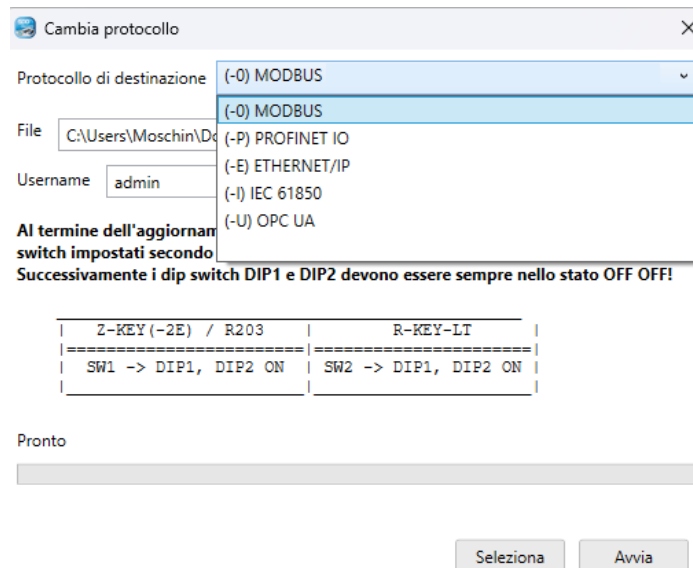 Cambia protocollo
Protocollo di destinazione (-0) MODBUS
(-0) MODBUS
(-P) PROFINET IO
File C:\Users\Moschin\Do
(-E) ETHERNET/IP
Username admin
(-I) IEC 61850
(-U) OPC UA
Al termine dell'aggiornam
switch impostati secondo
Successivamente i dip switch DIP1 e DIP2 devono essere sempre nello stato OFF OFF!
| Z-KEY(-2E) / R203 | R-KEY-LT |
|========================|======================|
| SW1 -> DIP1, DIP2 ON | SW2 -> DIP1, DIP2 ON |
Pronto
Seleziona Avvia